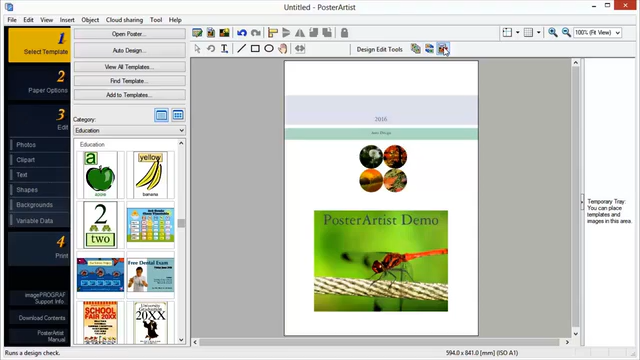 Untitled - PosterArtist
File Edit View Insert Object Cloud sharing Tool Help
1
Select Template
2
Paper Options
3
Edit
Photos
Clipart
Text
Shapes
Backgrounds
Variable Data
4
Print
imagePROGRAF
Support Info...
Download Contents
PosterArtist
Manual
Open Poster...
Auto Design...
View All Templates...
Find Template...
Add to Templates...
Category:
Education
Education
a
apple
yellow
banana
2
two
Free Dental Exam
SCHOOL
FAIR 20XX
University
20XX
T
Design Edit Tools
100% (Fit View)
2016
Auto Design
PosterArtist Demo
Temporary Tray:
You can place
templates and
images in this area.
Runs a design check.
594.0 x 841.0 [mm] (ISO A1)